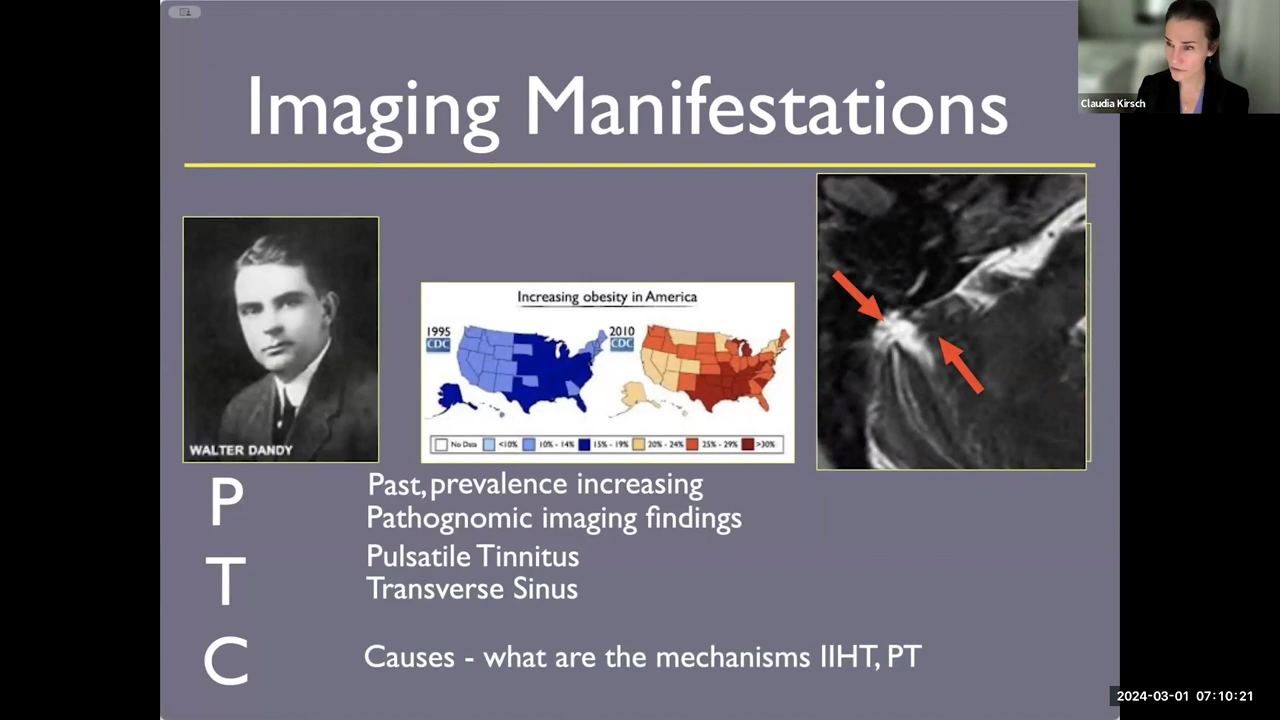 Imaging Manifestations
Claudia Kirsch
WALTER DANDY
Increasing obesity in America
1995
CDC
2010
CDC
No Data <10% 10% - 14% 15% - 19% 20% - 24% 25% - 29% >30%
P
Past, prevalence increasing
Pathognomic imaging findings
T
Pulsatile Tinnitus
Transverse Sinus
C
Causes - what are the mechanisms IIHT, PT
2024-03-01 07:10:21